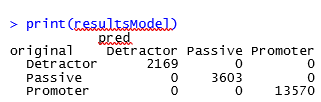 > print(resultsModel)
pred
original Detractor Passive Promoter
Detractor 2169 0 0
Passive 0 3603 0
Promoter 0 0 13570